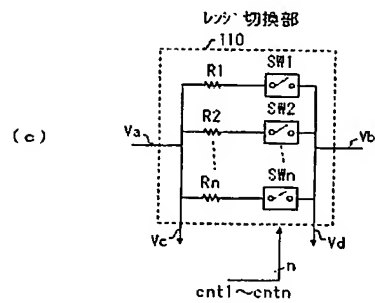 レンジ切換部
110
R1 SW1
R2 SW2
(c)
Va
Vb
Rn SWn
Vc
Vd
n
cnt1～cntn